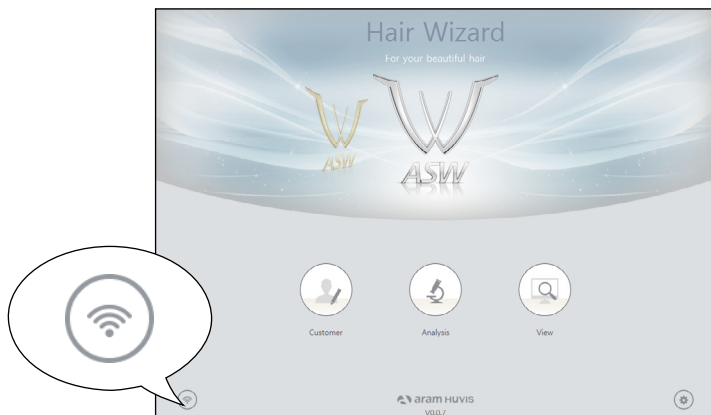 Hair Wizard
For your beautiful hair
ASW
ASW
Customer
Analysis
View
aram HUVIS
V0.0.7